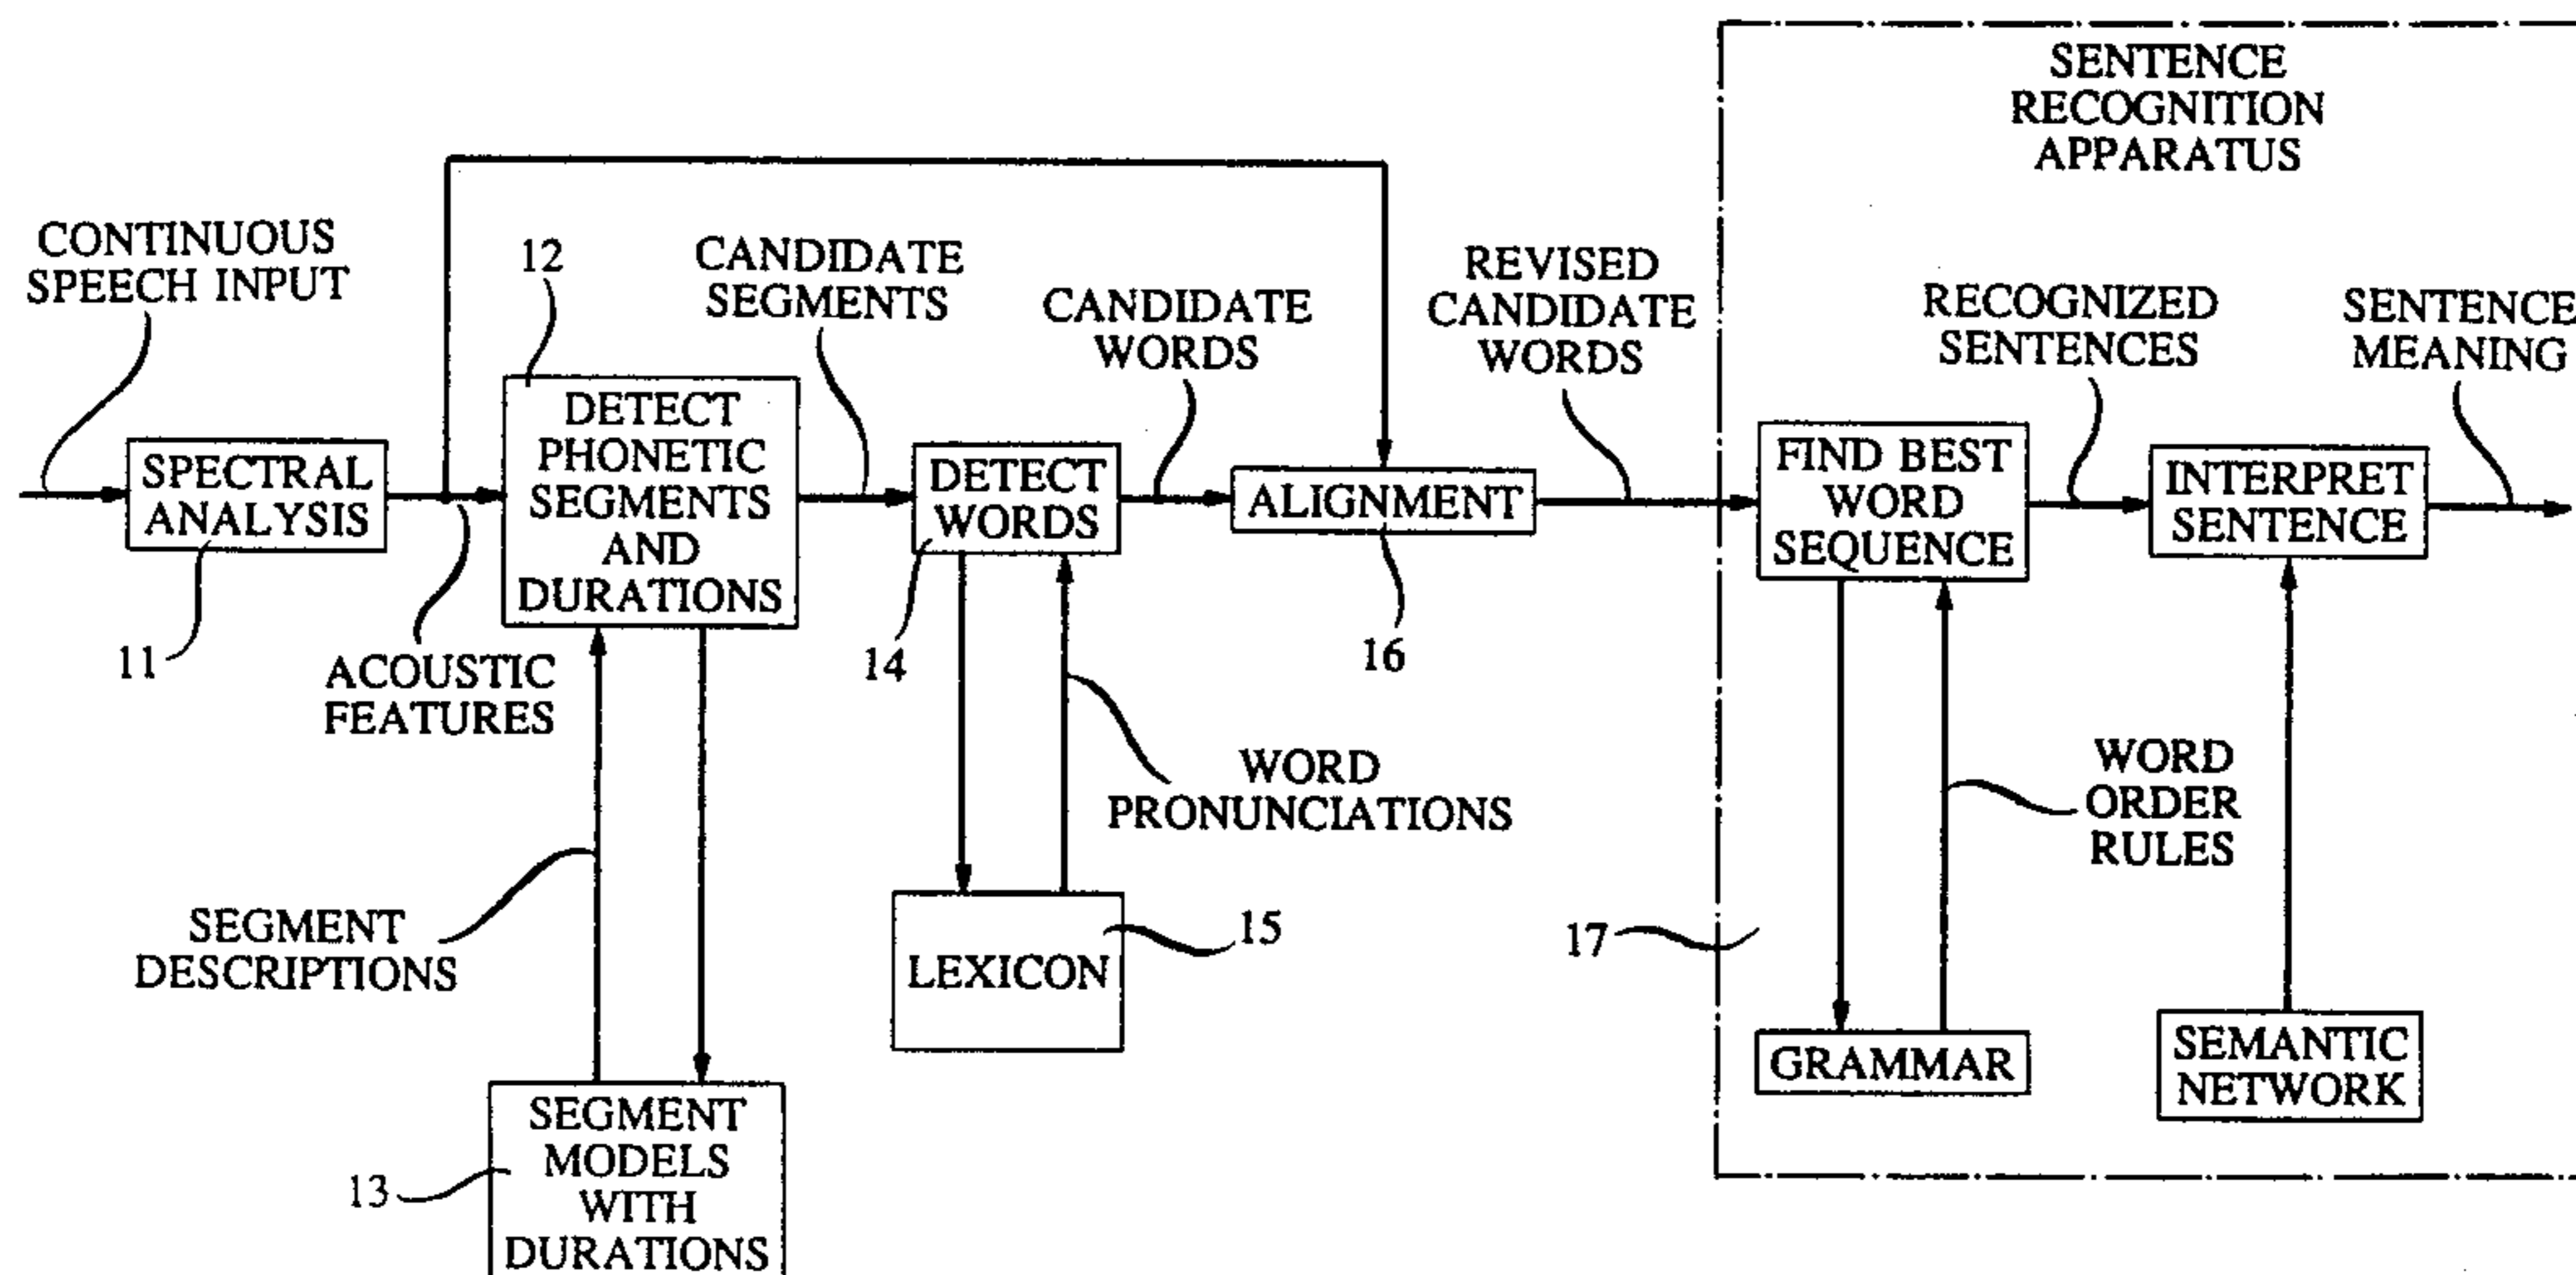 SENTENCE
RECOGNITION
APPARATUS
CONTINUOUS
SPEECH INPUT
12
CANDIDATE
SEGMENTS
CANDIDATE
WORDS
REVISED
CANDIDATE
WORDS
RECOGNIZED
SENTENCES
SENTENCE
MEANING
SPECTRAL
ANALYSIS
11
DETECT
PHONETIC
SEGMENTS
AND
DURATIONS
DETECT
WORDS
14
ALIGNMENT
16
FIND BEST
WORD
SEQUENCE
INTERPRET
SENTENCE
ACOUSTIC
FEATURES
WORD
PRONUNCIATIONS
WORD
ORDER
RULES
SEGMENT
DESCRIPTIONS
LEXICON
15
17
GRAMMAR
SEMANTIC
NETWORK
SEGMENT
MODELS
WITH
DURATIONS
13